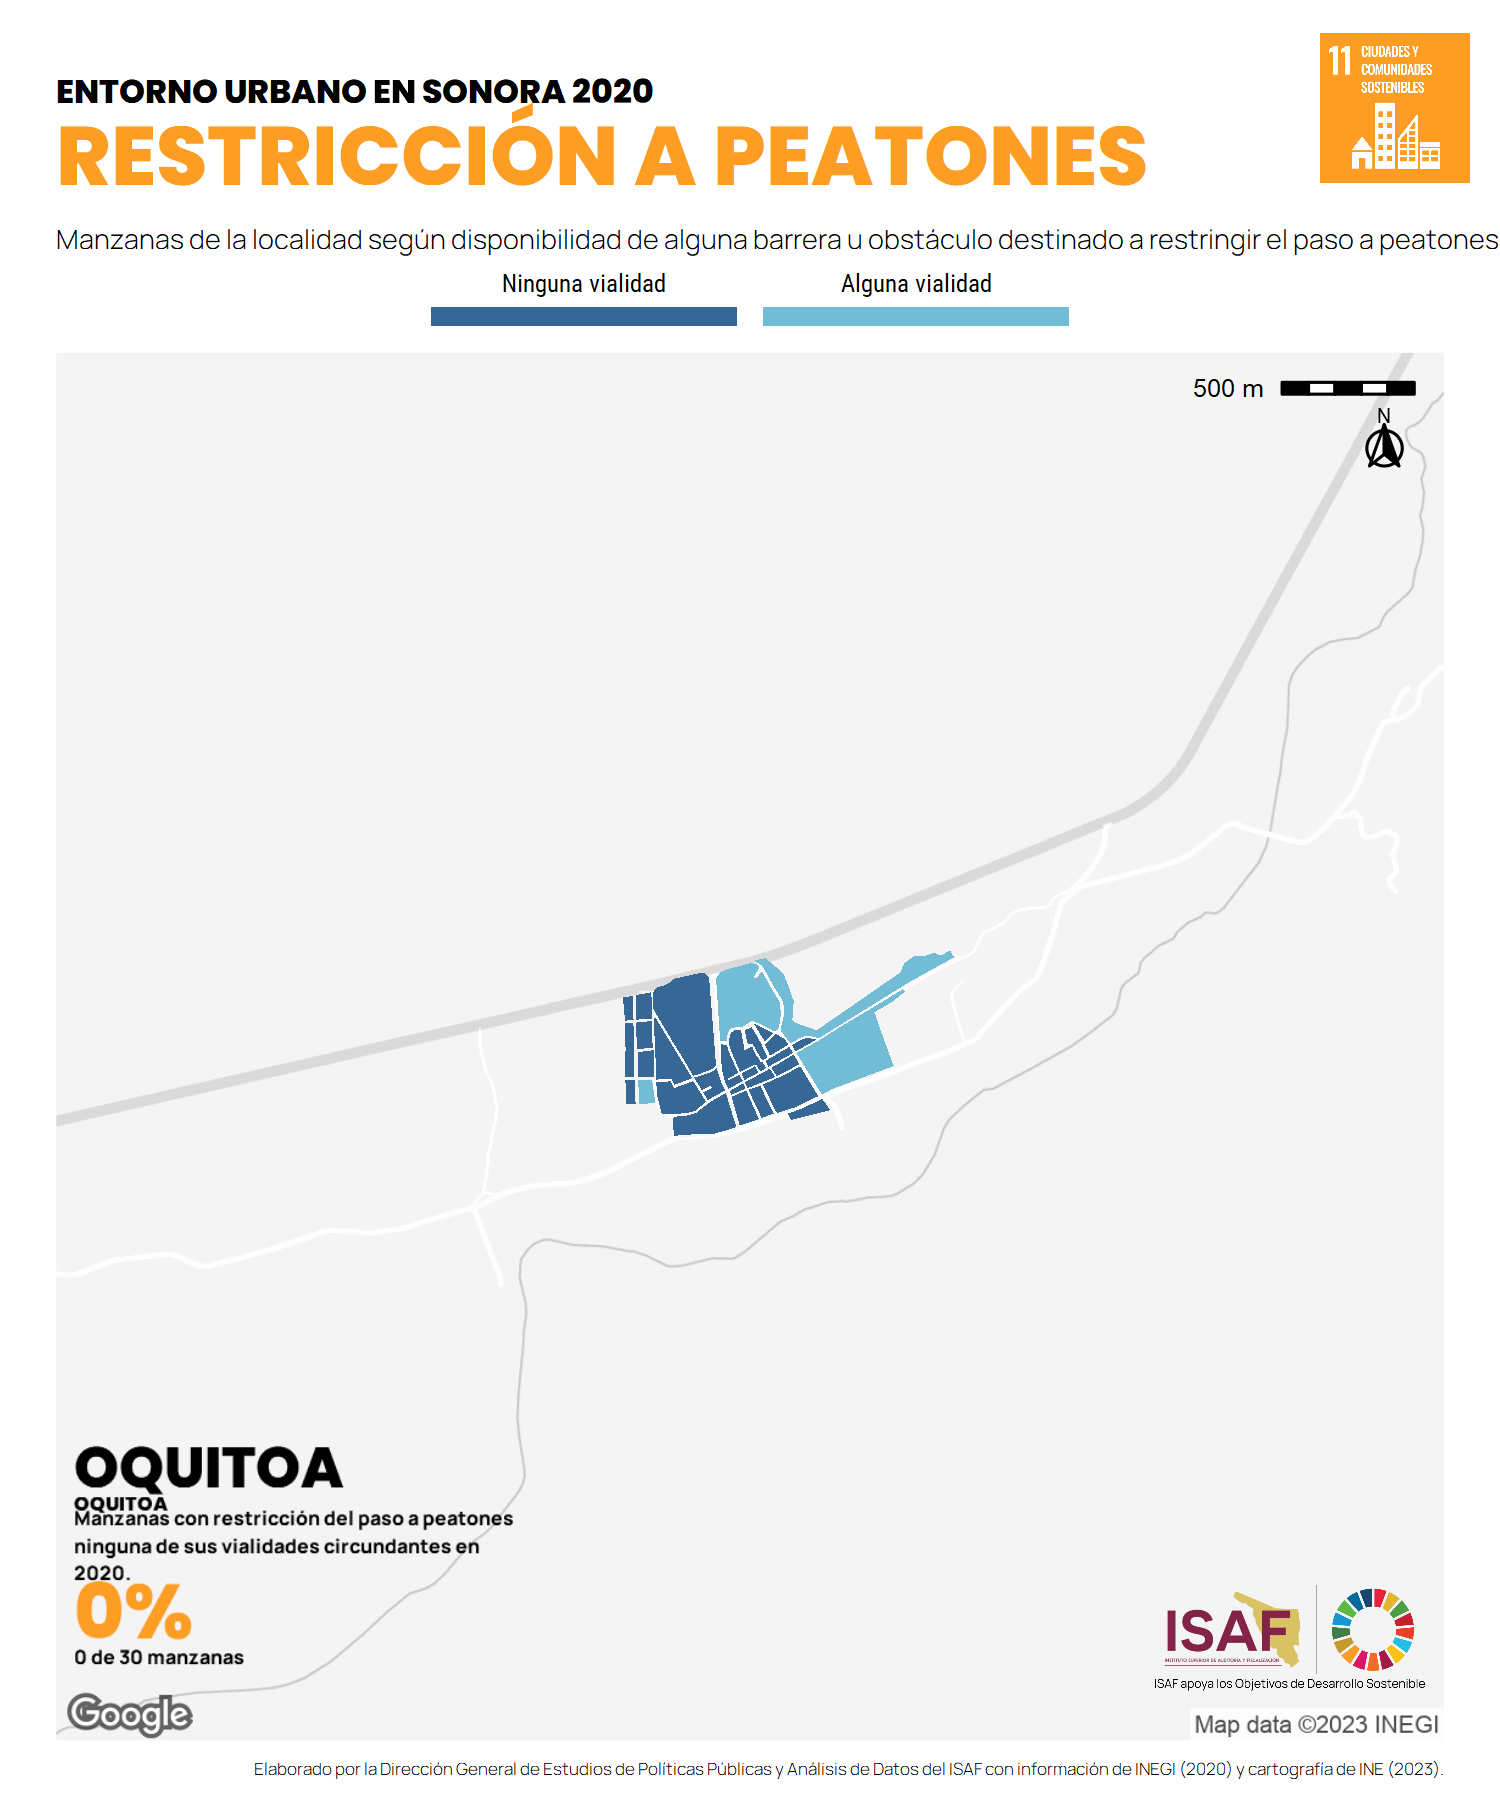 ENTORNO URBANO EN SONORA 2020
RESTRICCIÓN A PEATONES
11 CIUDADES Y
COMUNIDADES
SOSTENIBLES
Manzanas de la localidad según disponibilidad de alguna barrera u obstáculo destinado a restringir el paso a peatones
Ninguna vialidad
Alguna vialidad
500 m
N
OQUITOA
OQUITOA
Manzanas con restricción del paso a peatones
ninguna de sus vialidades circundantes en
2020.
0%
0 de 30 manzanas
ISAF
INSTITUTO SUPERIOR DE AUDITORÍA Y FISCALIZACIÓN
ISAF apoya los Objetivos de Desarrollo Sostenible
Google
Map data ©2023 INEGI
Elaborado por la Dirección General de Estudios de Políticas Públicas y Análisis de Datos del ISAF con información de INEGI (2020) y cartografía de INE (2023).